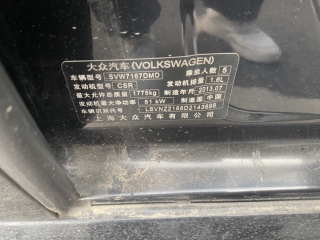 大众汽车(VOLKSWAGEN)
车辆型号 SVW7167DMD 乘坐人数 5
发动机型号 CSR 发动机排量 1.6L
最大允许总质量 1775kg 制造年月 2013.07
发动机最大净功率 81 kW 制造国 中国
车辆识别代号 LSVNZ2188D2143698
上海大众汽车有限公司